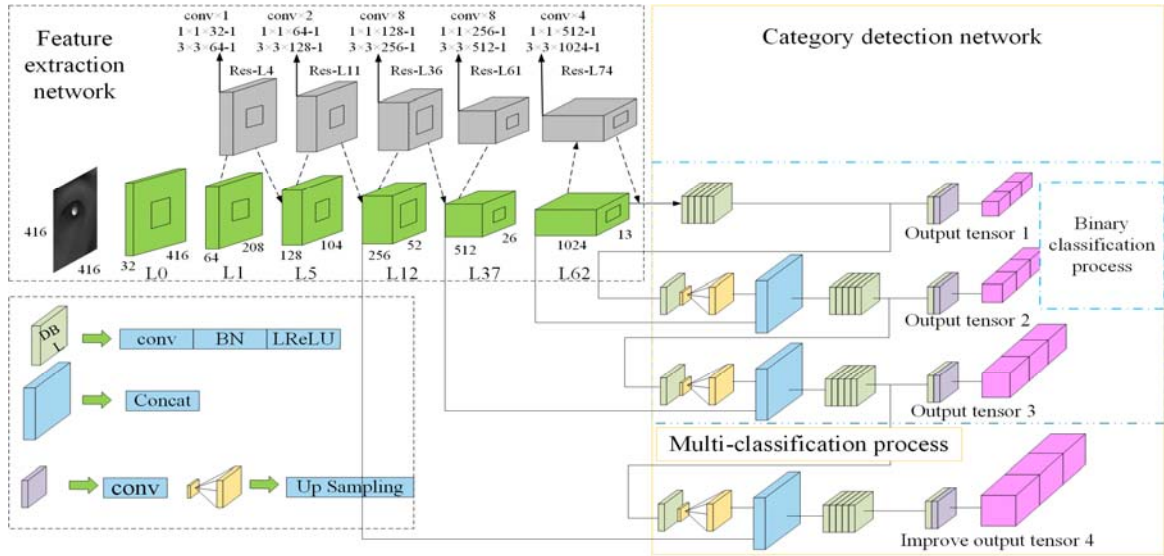 Feature
extraction
network
conv×1
1×1×32-1
3×3×64-1
conv×2
1×1×64-1
3×3×128-1
conv×8
1×1×128-1
3×3×256-1
conv×8
1×1×256-1
3×3×512-1
conv×4
1×1×512-1
3×3×1024-1
Res-L4
Res-L11
Res-L36
Res-L61
Res-L74
416
416
32
416
L0
64
208
L1
128
104
L5
256
52
L12
512
26
L37
1024
13
L62
Category detection network
Output tensor 1
Binary
classification
process
Output tensor 2
Output tensor 3
Multi-classification process
Improve output tensor 4
DB
L
conv BN LReLU
Concat
conv
Up Sampling